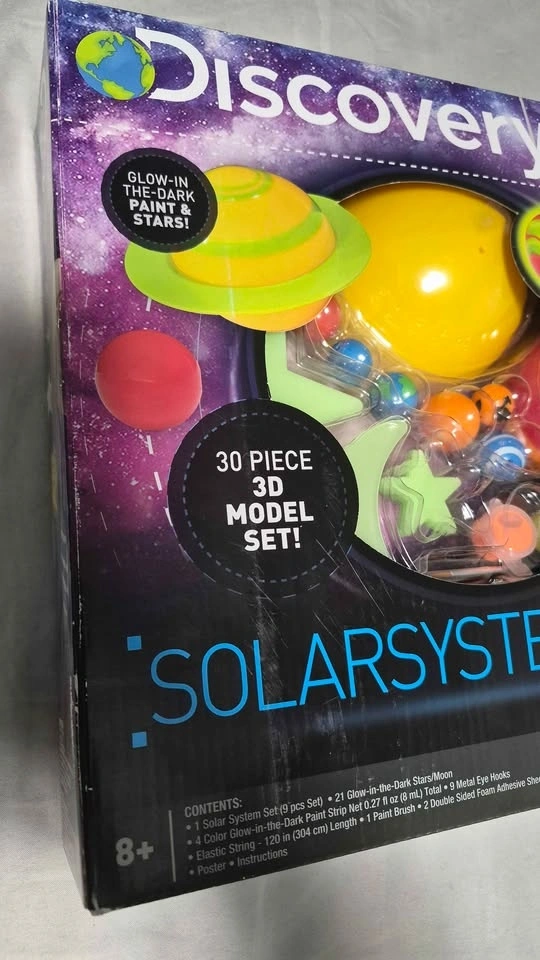 Discovery
GLOW-IN
THE-DARK
PAINT &
STARS!
30 PIECE
3D
MODEL
SET!
SOLARSYSTE
8+
CONTENTS:
• 1 Solar System Set (9 pcs Set) • 21 Glow-in-the-Dark Stars/Moon
• 4 Color Glow-in-the-Dark Paint Strip Net 0.27 fl oz (8 mL) Total • 9 Metal Eye Hooks
• Elastic String - 120 in (304 cm) Length • 1 Paint Brush • 2 Double Sided Foam Adhesive Shee
• Poster • Instructions